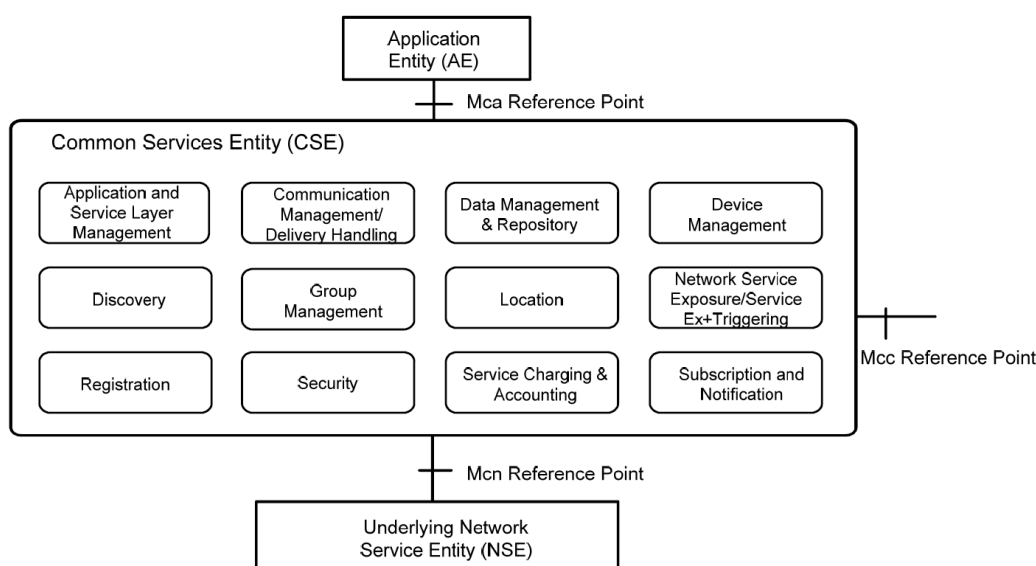 Application
Entity (AE)
Mca Reference Point
Common Services Entity (CSE)
Application and
Service Layer
Management
Communication
Management/
Delivery Handling
Data Management
& Repository
Device
Management
Discovery
Group
Management
Location
Network Service
Exposure/Service
Ex+Triggering
Mcc Reference Point
Registration
Security
Service Charging &
Accounting
Subscription and
Notification
Mcn Reference Point
Underlying Network
Service Entity (NSE)